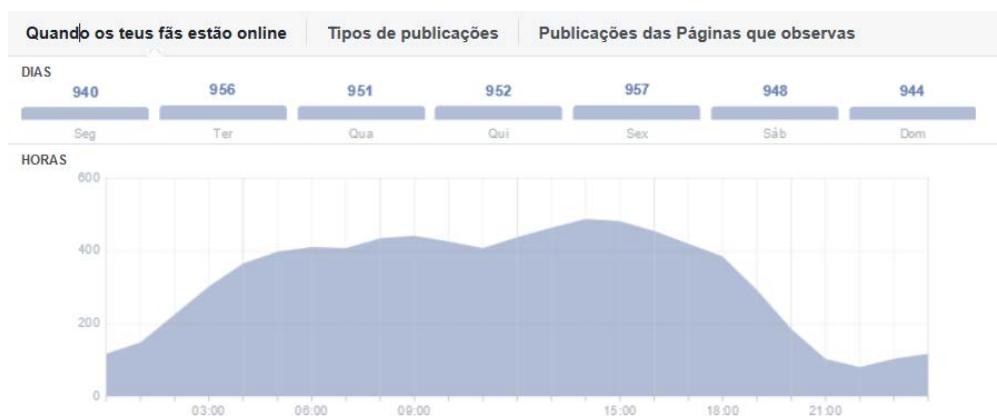 Quando os teus fãs estão online Tipos de publicações Publicações das Páginas que observas
DIAS
940 956 951 952 957 948 944
Seg Ter Qua Qui Sex Sáb Dom
HORAS
600
400
200
0
03:00 06:00 09:00 15:00 18:00 21:00